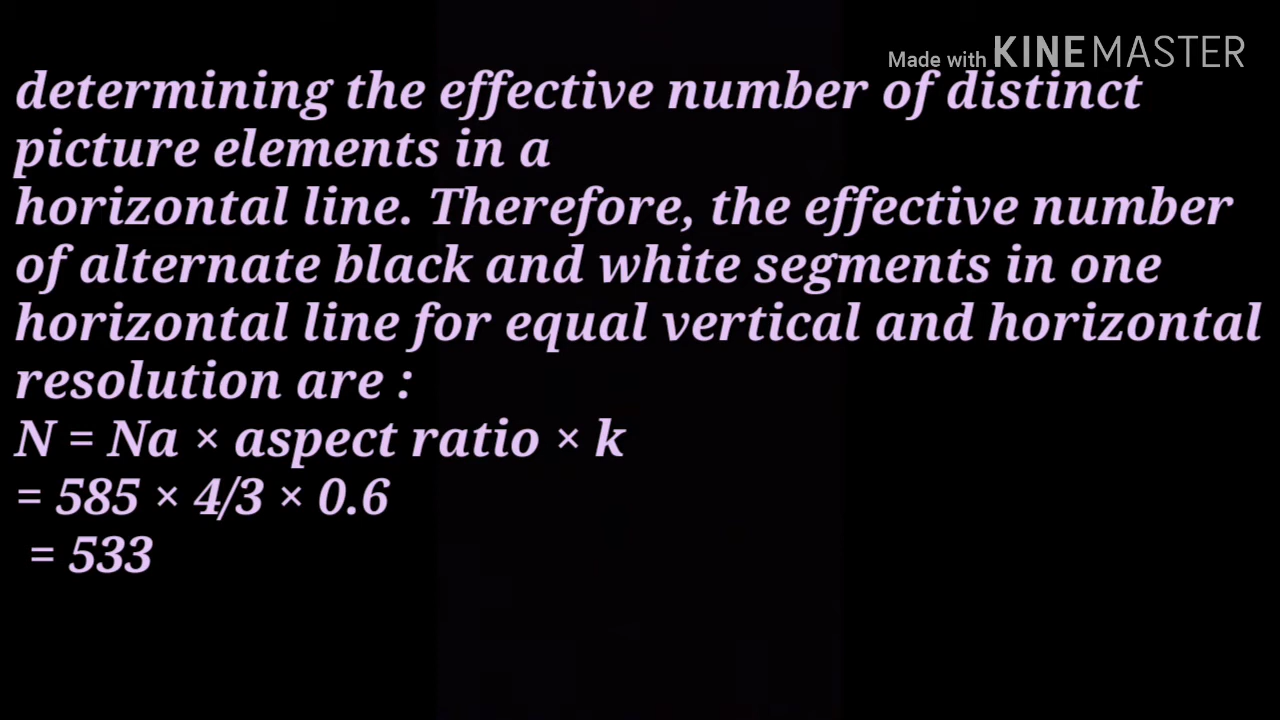 Made with KINEMASTER
determining the effective number of distinct
picture elements in a
horizontal line. Therefore, the effective number
of alternate black and white segments in one
horizontal line for equal vertical and horizontal
resolution are :
N = Na × aspect ratio × k
= 585 × 4/3 × 0.6
= 533